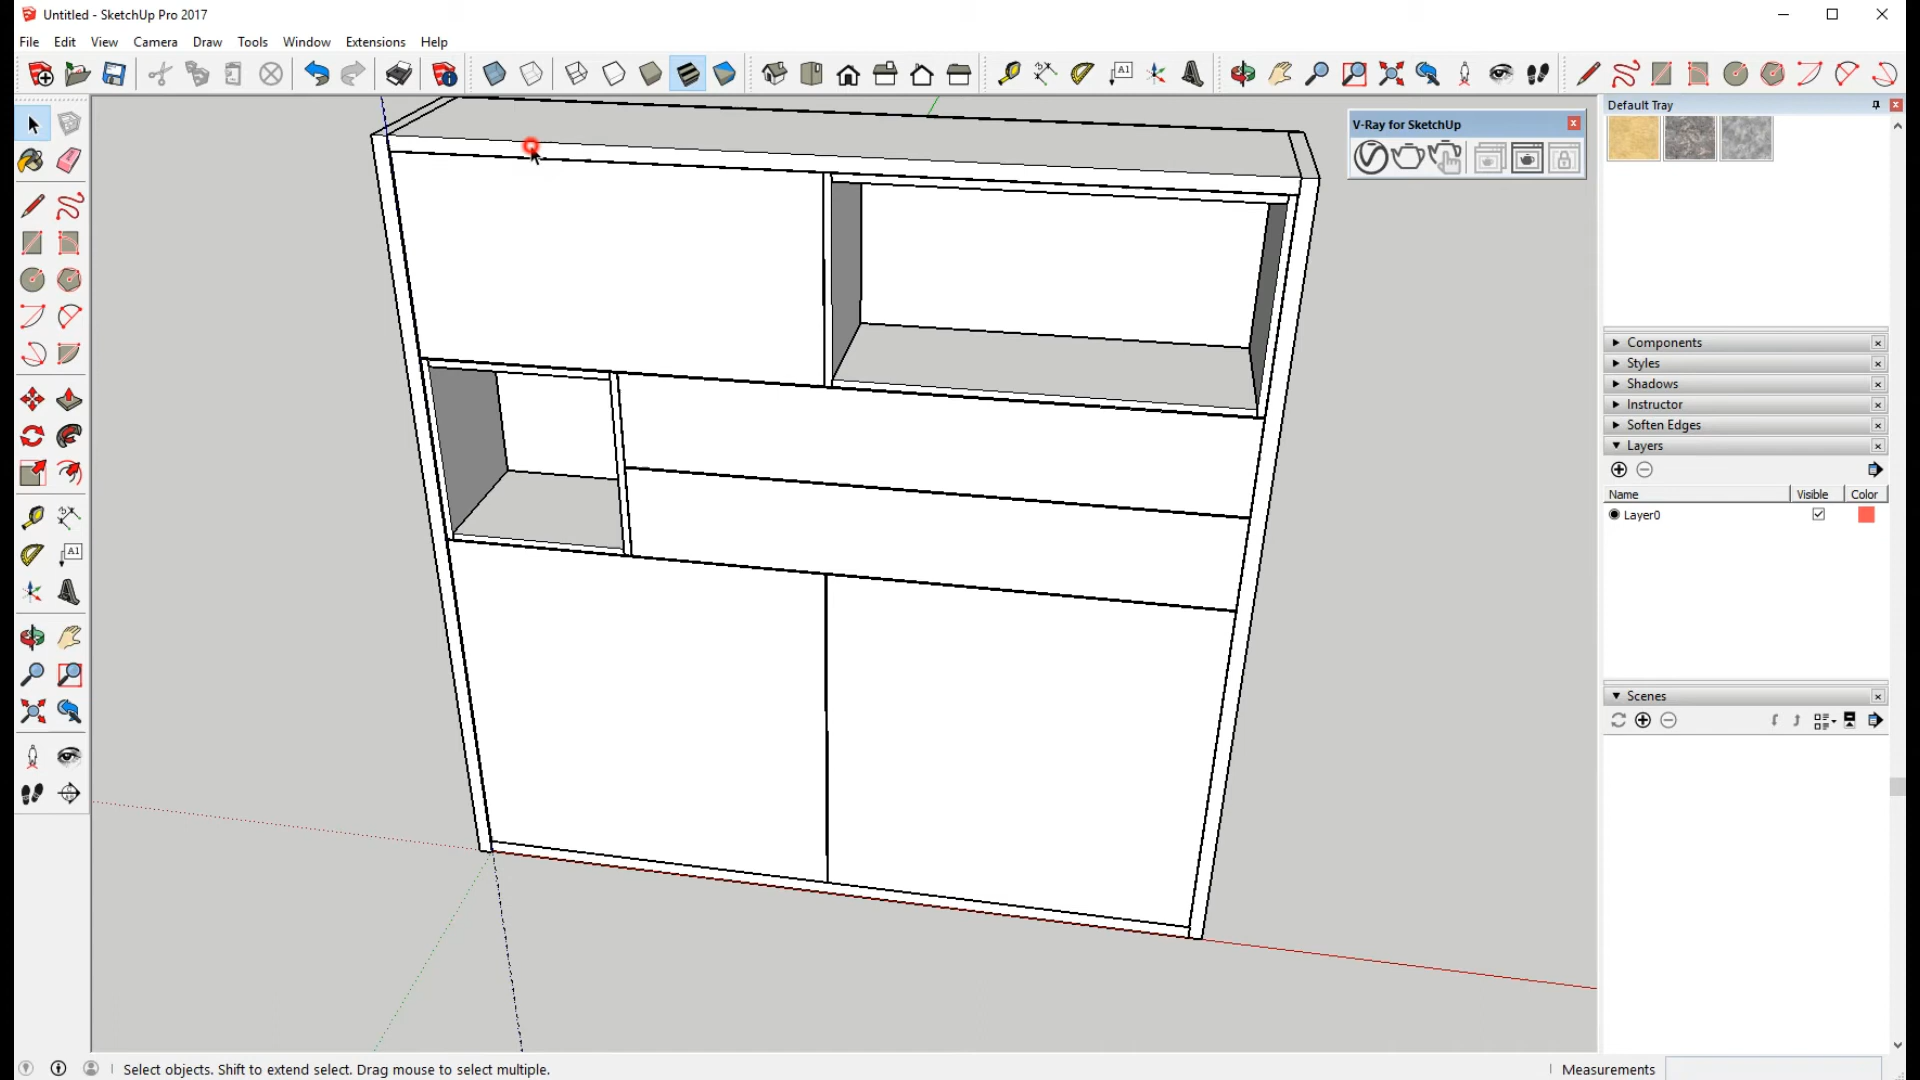 Untitled - SketchUp Pro 2017
File Edit View Camera Draw Tools Window Extensions Help
Default Tray
V-Ray for SketchUp
Components
Styles
Shadows
Instructor
Soften Edges
Layers
Name Visible Color
Layer0
Scenes
A1
A1
Select objects. Shift to extend select. Drag mouse to select multiple.
Measurements